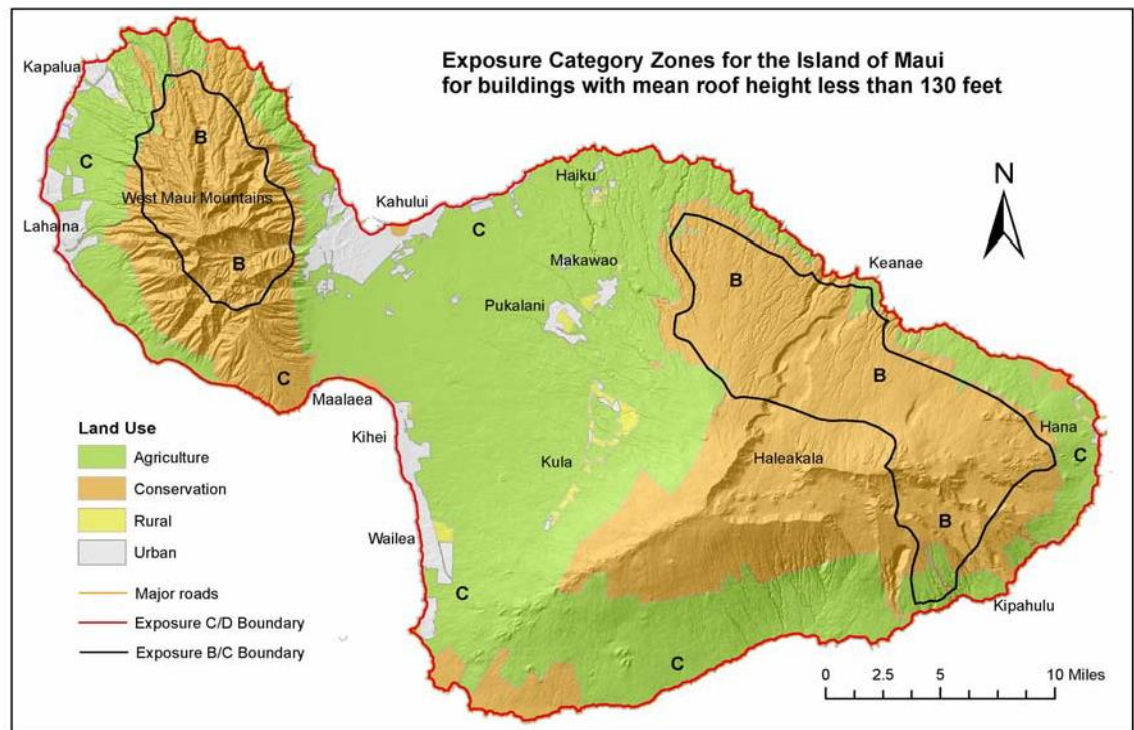 Exposure Category Zones for the Island of Maui
for buildings with mean roof height less than 130 feet
Kapalua
B
C
West Maui Mountains
Lahaina
B
C
Kahului
C
Haiku
Makawao
Pukalani
Keanae
B
B
N
Maalaea
Kihei
Kula
Haleakala
Hana
C
B
Wailea
C
Kipahulu
C
Land Use
Agriculture
Conservation
Rural
Urban
Major roads
Exposure C/D Boundary
Exposure B/C Boundary
0 2.5 5 10 Miles